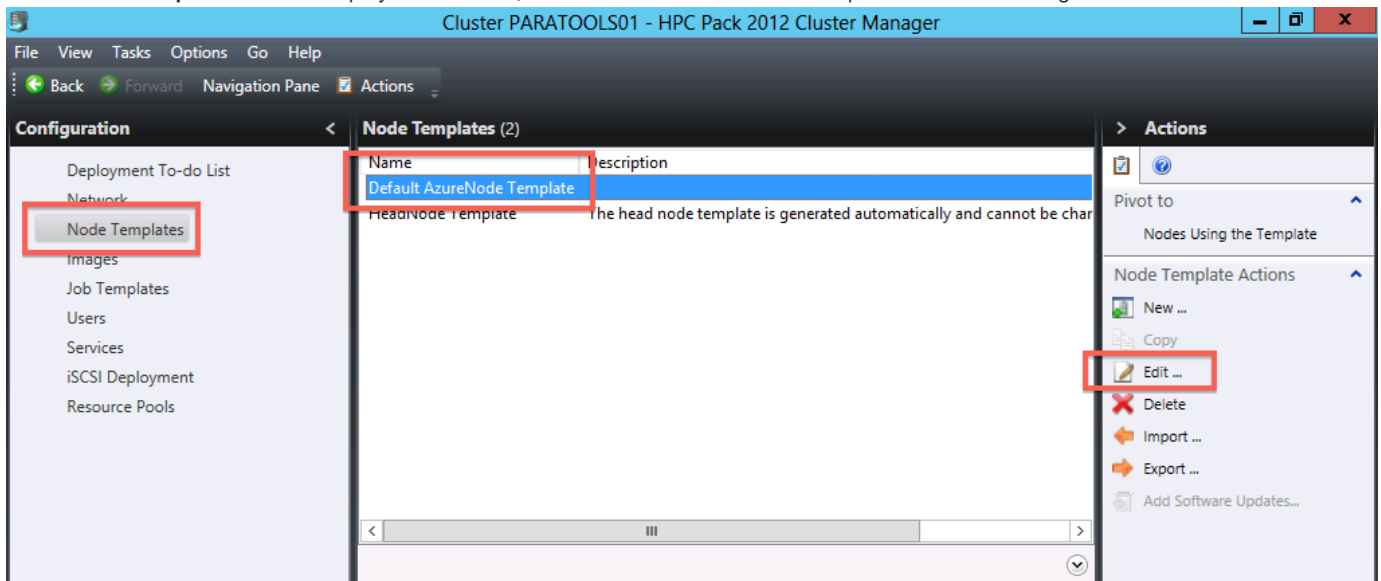 Cluster PARATOOLS01 - HPC Pack 2012 Cluster Manager
File View Tasks Options Go Help
Back Forward Navigation Pane Actions
Configuration <
Deployment To-do List
Network
Node Templates
Images
Job Templates
Users
Services
iSCSI Deployment
Resource Pools
Node Templates (2)
Name Description
Default AzureNode Template
HeadNode Template The head node template is generated automatically and cannot be char
> Actions
Pivot to
Nodes Using the Template
Node Template Actions
New ...
Copy
Edit ...
Delete
Import ...
Export ...
Add Software Updates...